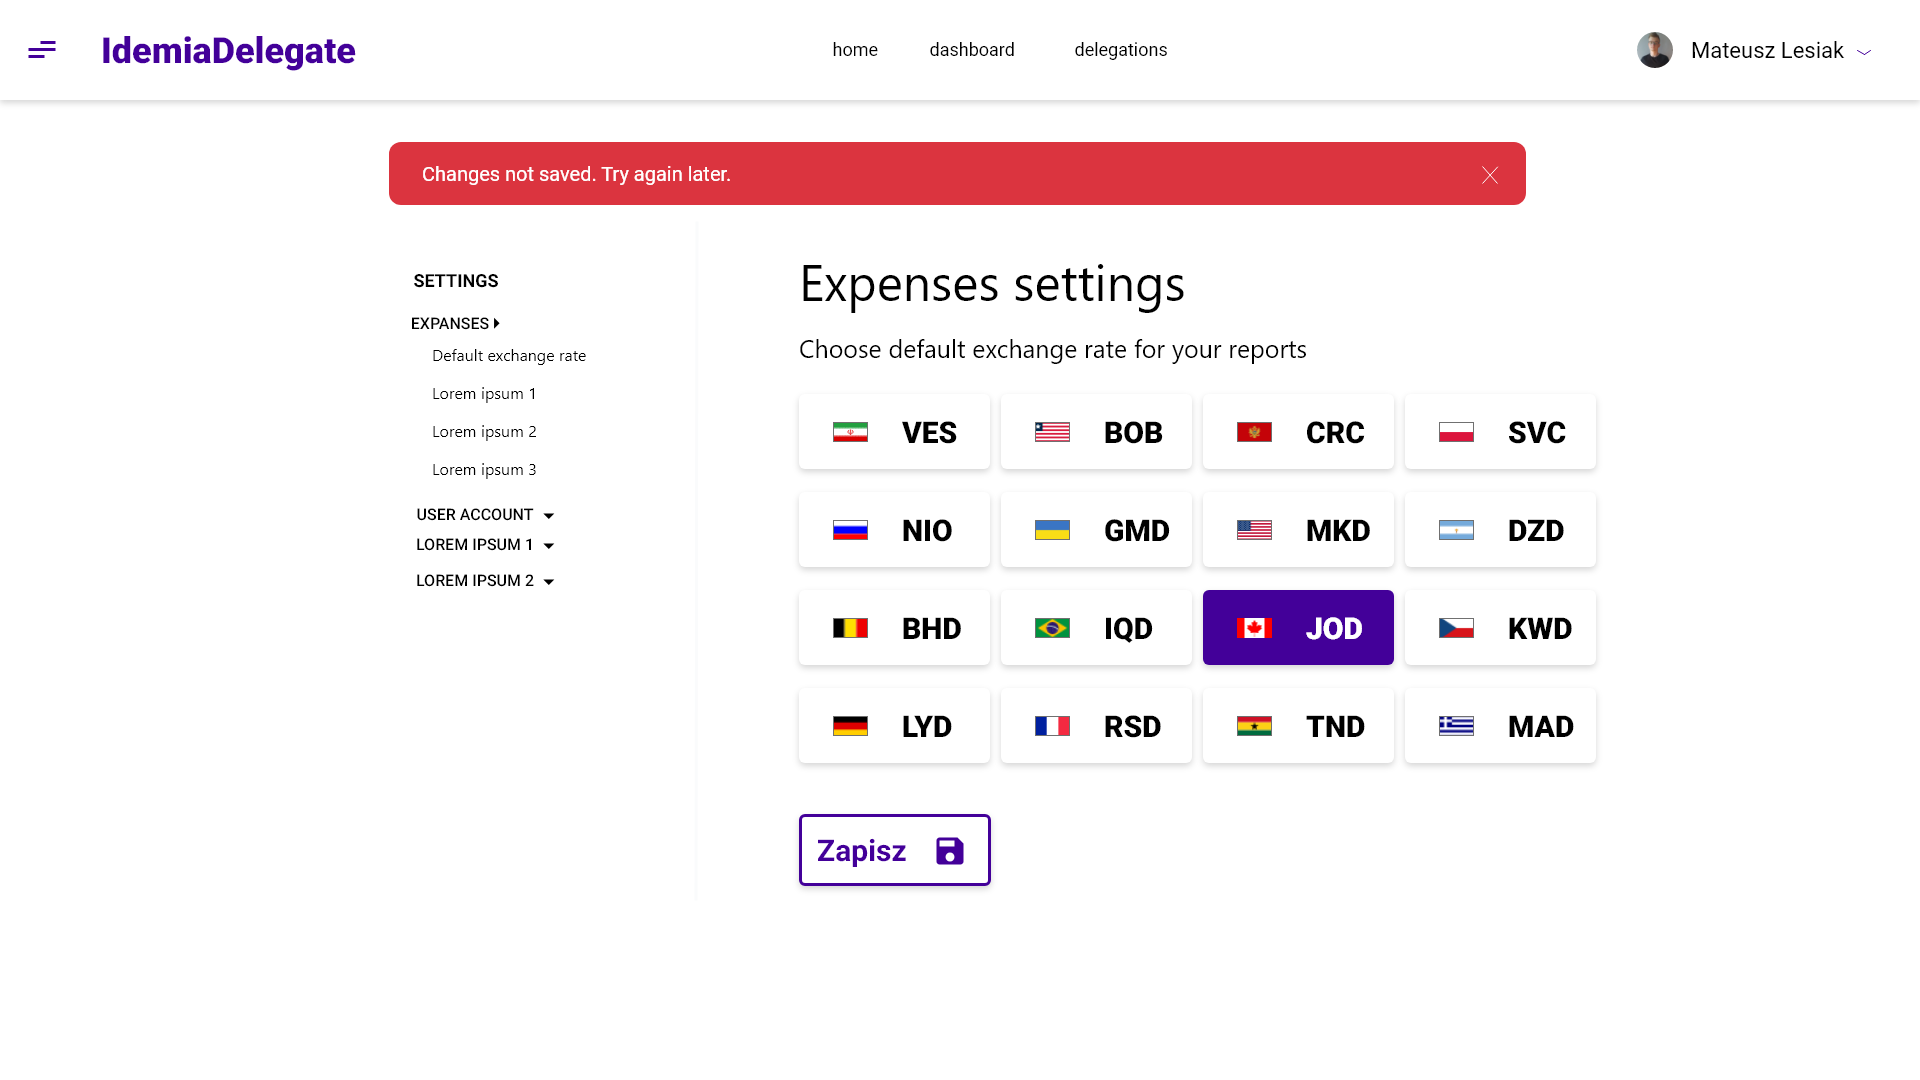 IdemiaDelegate
home dashboard delegations
Mateusz Lesiak
Changes not saved. Try again later.
SETTINGS
EXPANSES
Default exchange rate
Lorem ipsum 1
Lorem ipsum 2
Lorem ipsum 3
USER ACCOUNT
LOREM IPSUM 1
LOREM IPSUM 2
Expenses settings
Choose default exchange rate for your reports
VES BOB CRC SVC
NIO GMD MKD DZD
BHD IQD JOD KWD
LYD RSD TND MAD
Zapisz